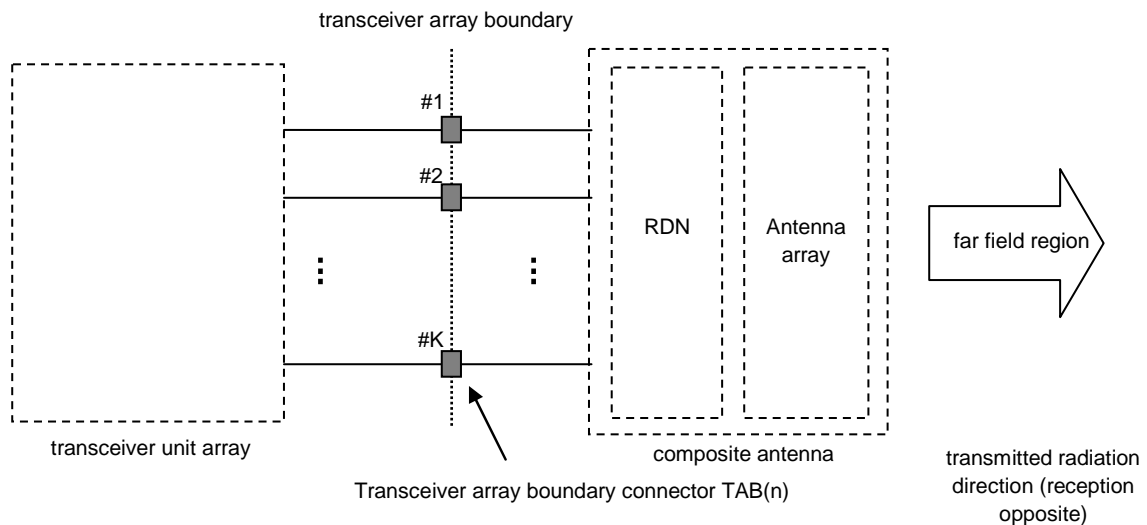 transceiver array boundary
#1
#2
#K
RDN
Antenna
array
far field region
transceiver unit array
composite antenna
Transceiver array boundary connector TAB(n)
transmitted radiation
direction (reception
opposite)